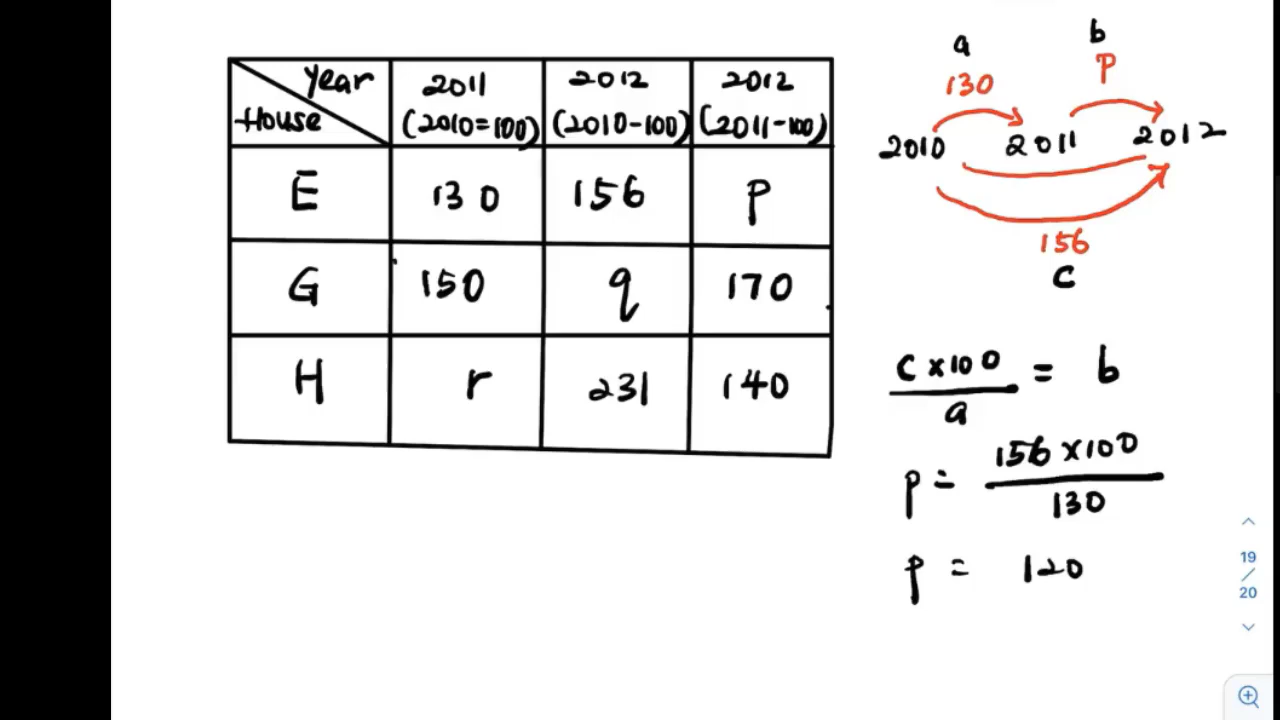 Year
House
2011
(2010=100)
2012
(2010-100)
2012
(2011-100)
E 130 156 P
G 150 q 170
H r 231 140
a b
130 P
2010 2011 2012
156
C
C x 100 = b
a
p = 156 x 100
130
p = 120
19
/
20